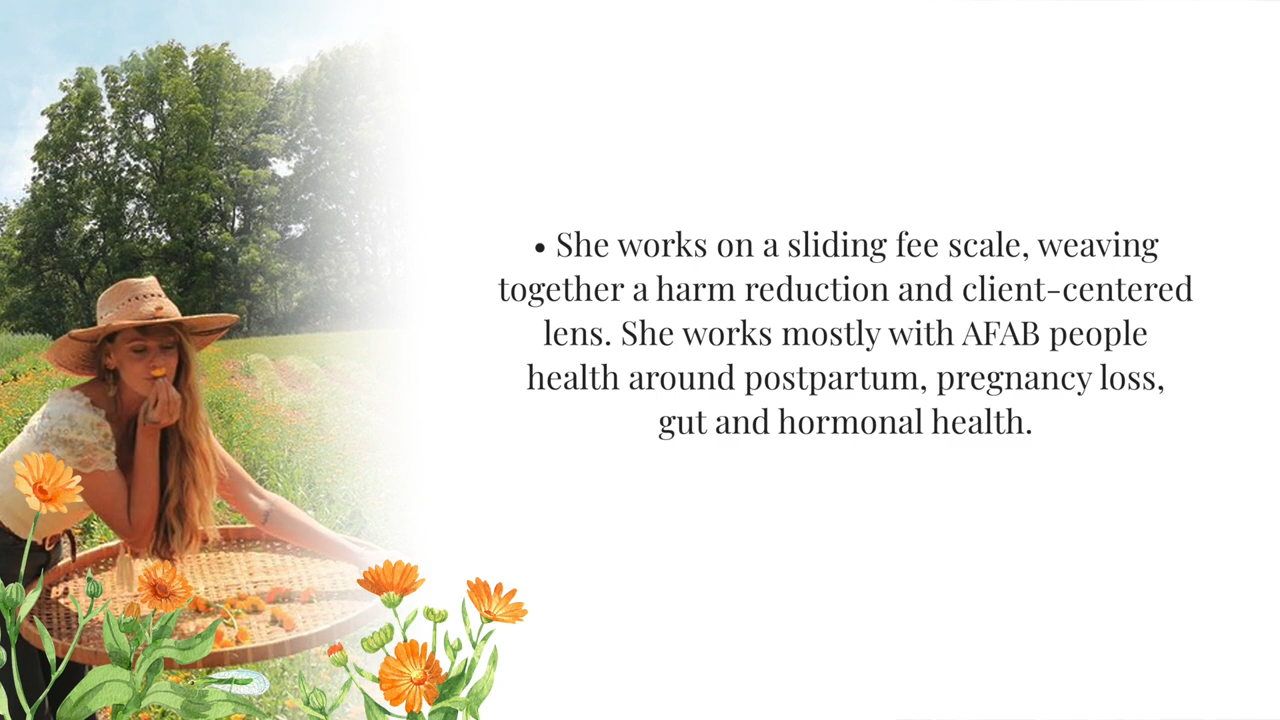 • She works on a sliding fee scale, weaving
together a harm reduction and client-centered
lens. She works mostly with AFAB people
health around postpartum, pregnancy loss,
gut and hormonal health.